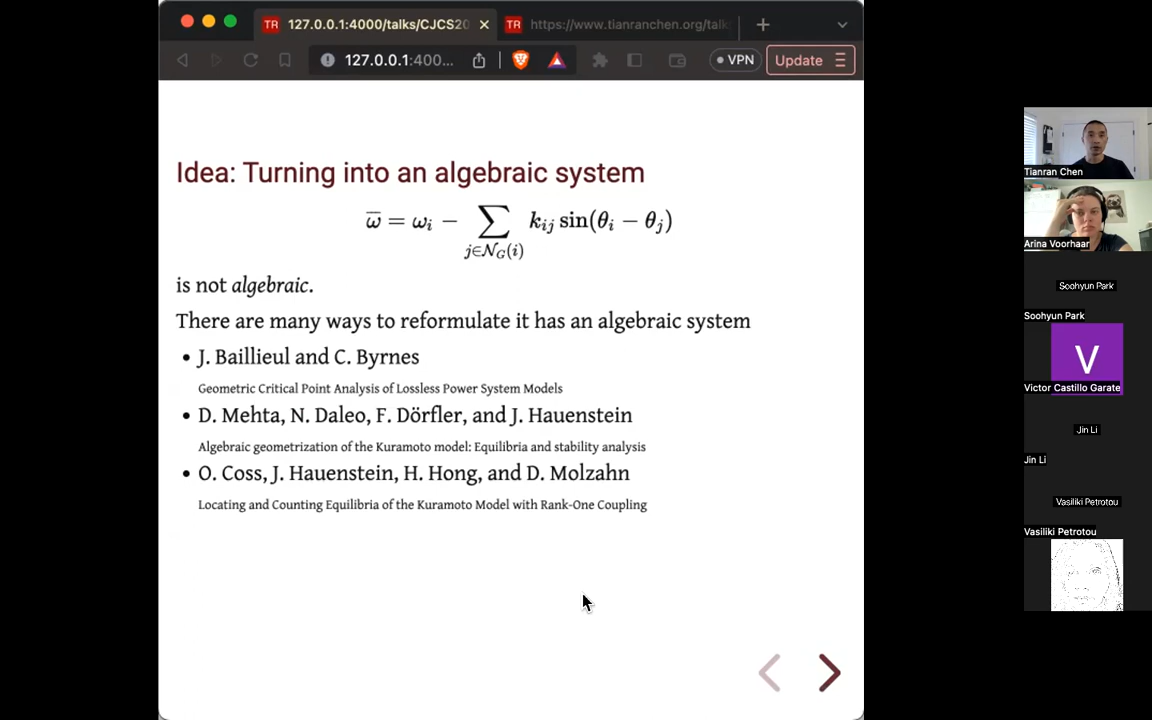 TR 127.0.0.1:4000/talks/CJCS20
TR https://www.tianranchen.org/talk
127.0.0.1:400...
VPN
Update
Idea: Turning into an algebraic system
ω̅ = ωᵢ − ∑ kᵢⱼ sin(θᵢ − θⱼ)
j∈N_G(i)
is not algebraic.
There are many ways to reformulate it has an algebraic system
• J. Baillieul and C. Byrnes
Geometric Critical Point Analysis of Lossless Power System Models
• D. Mehta, N. Daleo, F. Dörfler, and J. Hauenstein
Algebraic geometrization of the Kuramoto model: Equilibria and stability analysis
• O. Coss, J. Hauenstein, H. Hong, and D. Molzahn
Locating and Counting Equilibria of the Kuramoto Model with Rank-One Coupling
Tianran Chen
Arina Voorhaar
Soohyun Park
Soohyun Park
V
Victor Castillo Garate
Jin Li
Jin Li
Vasiliki Petrotou
Vasiliki Petrotou